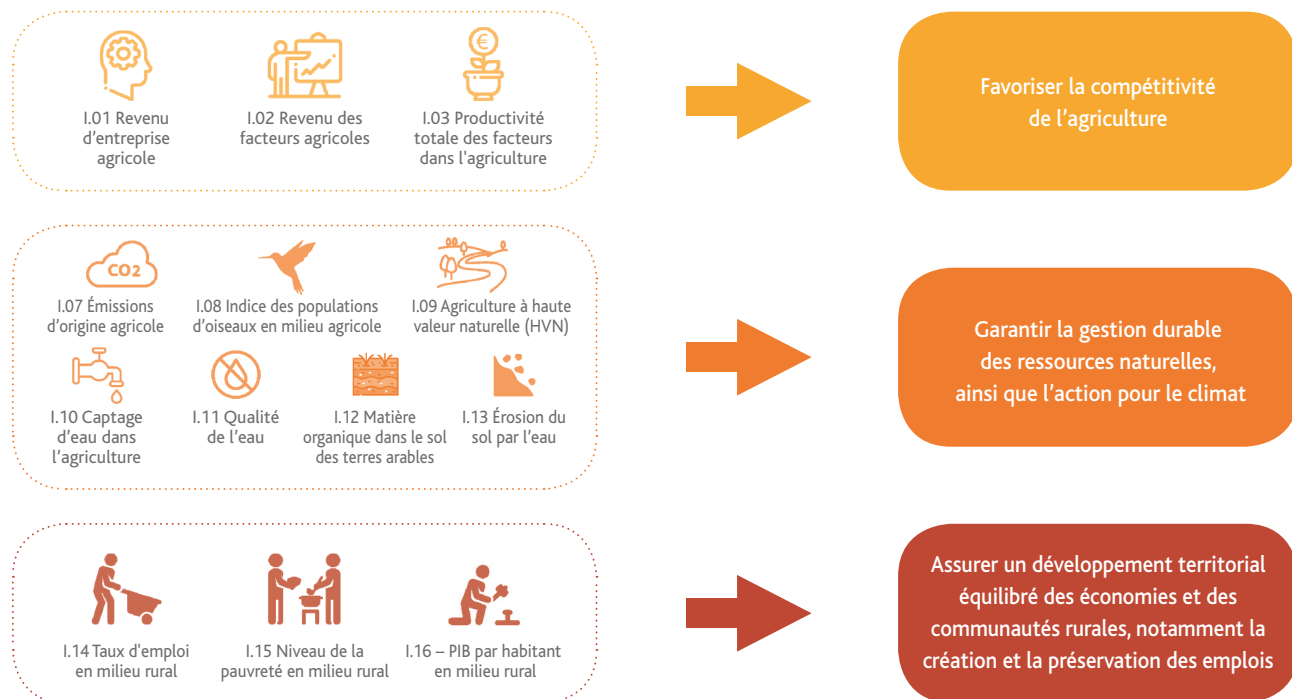 €
I.01 Revenu
d’entreprise
agricole
I.02 Revenu des
facteurs agricoles
I.03 Productivité
totale des facteurs
dans l'agriculture
Favoriser la compétitivité
de l’agriculture
CO2
I.07 Émissions
d’origine agricole
I.08 Indice des populations
d’oiseaux en milieu agricole
I.09 Agriculture à haute
valeur naturelle (HVN)
I.10 Captage
d’eau dans
l’agriculture
I.11 Qualité
de l’eau
I.12 Matière
organique dans le sol
des terres arables
I.13 Érosion du
sol par l’eau
Garantir la gestion durable
des ressources naturelles,
ainsi que l’action pour le climat
I.14 Taux d'emploi
en milieu rural
I.15 Niveau de la
pauvreté en milieu rural
I.16 – PIB par habitant
en milieu rural
Assurer un développement territorial
équilibré des économies et des
communautés rurales, notamment la
création et la préservation des emplois